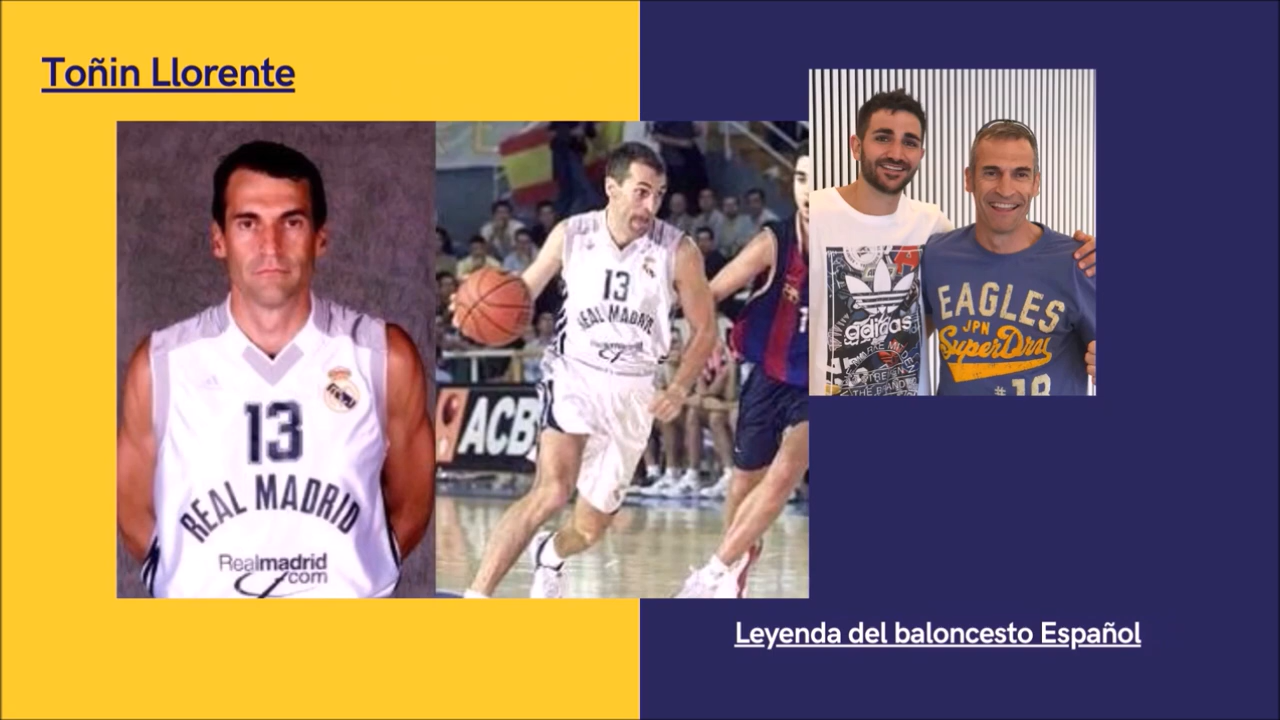 Toñin Llorente
13
REAL MADRID
Realmadrid
com
13
REAL MADRID
ACB
adidas
EAGLES
JPN
SuperDry
#18
Leyenda del baloncesto Español